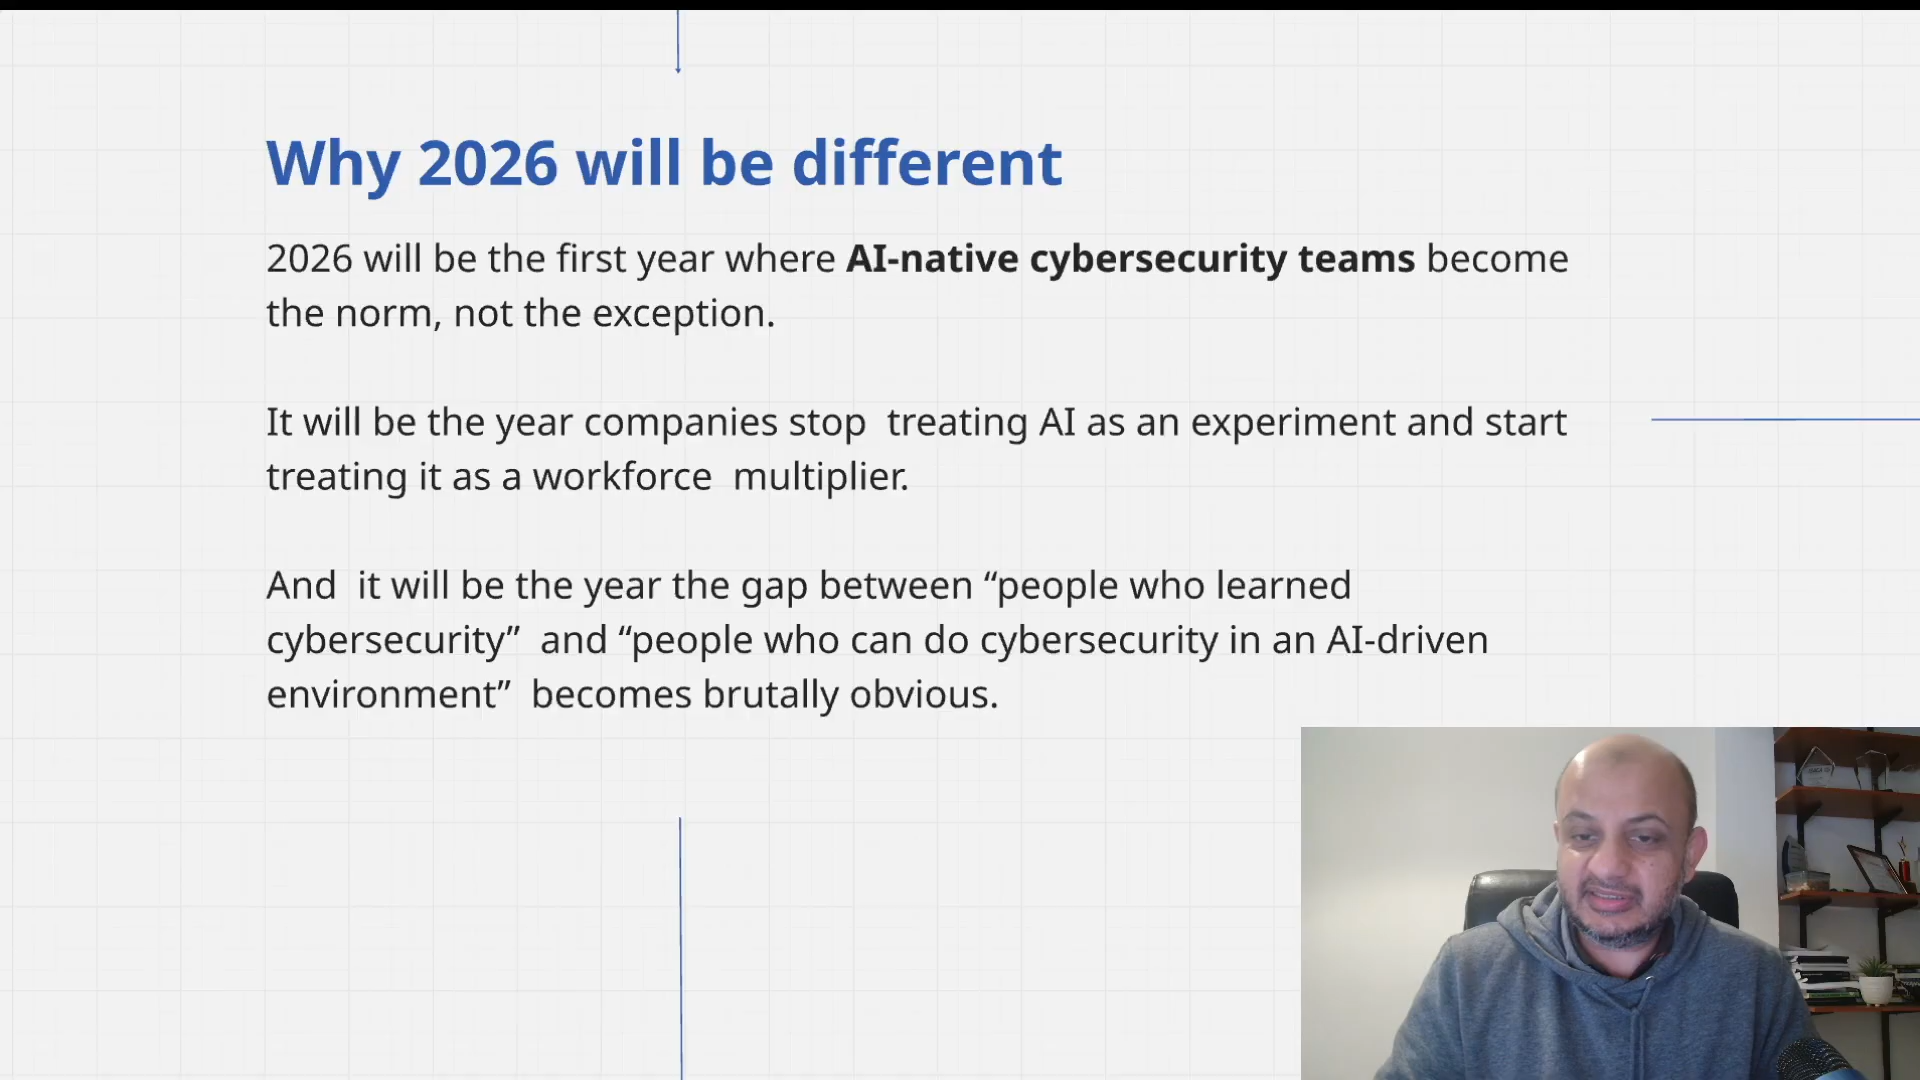 Why 2026 will be different
2026 will be the first year where AI-native cybersecurity teams become
the norm, not the exception.
It will be the year companies stop  treating AI as an experiment and start
treating it as a workforce  multiplier.
And  it will be the year the gap between “people who learned
cybersecurity”  and “people who can do cybersecurity in an AI-driven
environment”  becomes brutally obvious.